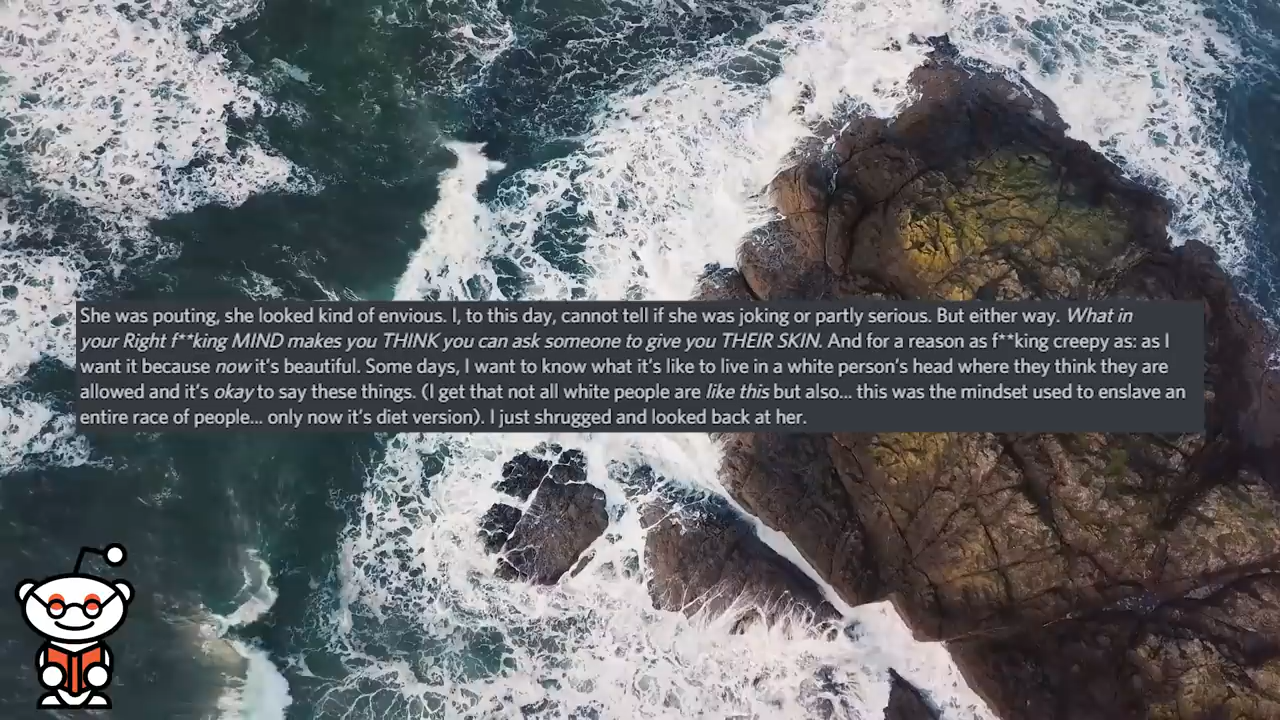 She was pouting, she looked kind of envious. I, to this day, cannot tell if she was joking or partly serious. But either way. What in
your Right f**king MIND makes you THINK you can ask someone to give you THEIR SKIN. And for a reason as f**king creepy as: as I
want it because now it's beautiful. Some days, I want to know what it's like to live in a white person's head where they think they are
allowed and it's okay to say these things. (I get that not all white people are like this but also... this was the mindset used to enslave an
entire race of people... only now it's diet version). I just shrugged and looked back at her.